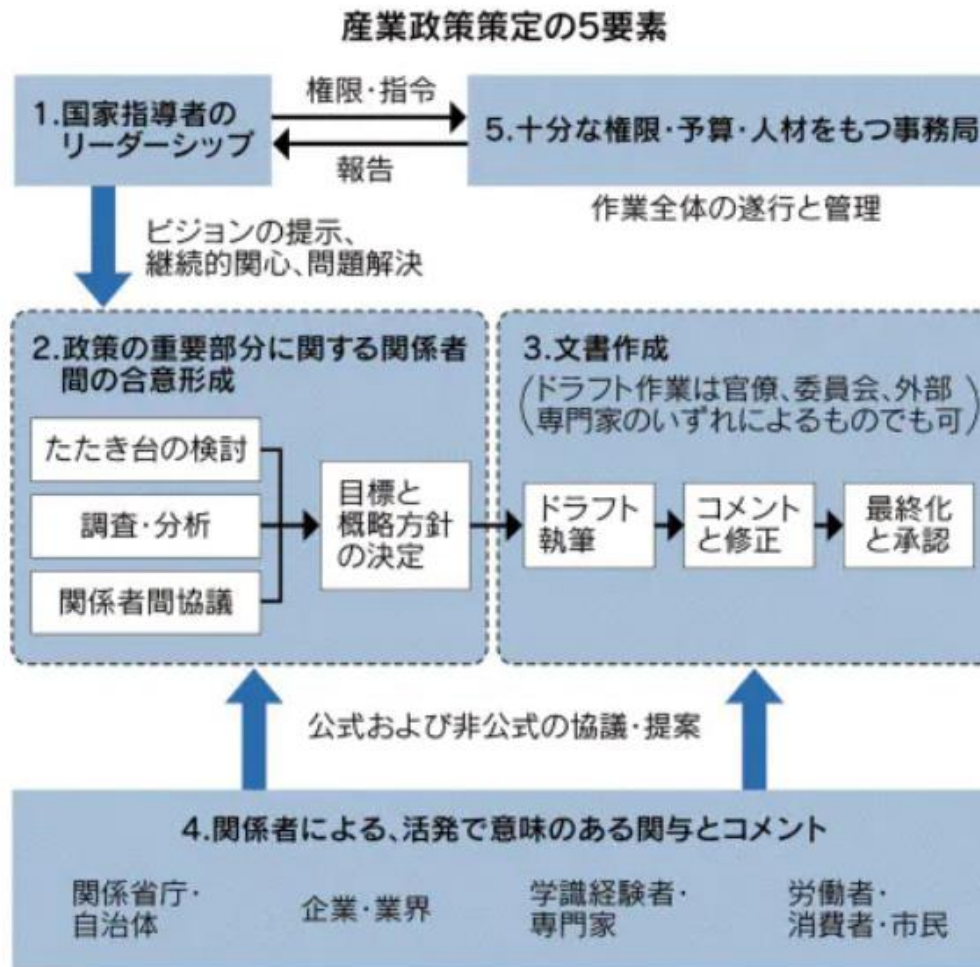 産業政策策定の5要素
1.国家指導者の
リーダーシップ
権限・指令
報告
5.十分な権限・予算・人材をもつ事務局
作業全体の遂行と管理
ビジョンの提示、
継続的関心、問題解決
2.政策の重要部分に関する関係者
間の合意形成
たたき台の検討
調査・分析
関係者間協議
目標と
概略方針
の決定
3.文書作成
(ドラフト作業は官僚、委員会、外部
専門家のいずれによるものでも可)
ドラフト
執筆
コメント
と修正
最終化
と承認
公式および非公式の協議・提案
4.関係者による、活発で意味のある関与とコメント
関係省庁・
自治体
企業・業界
学識経験者・
専門家
労働者・
消費者・市民